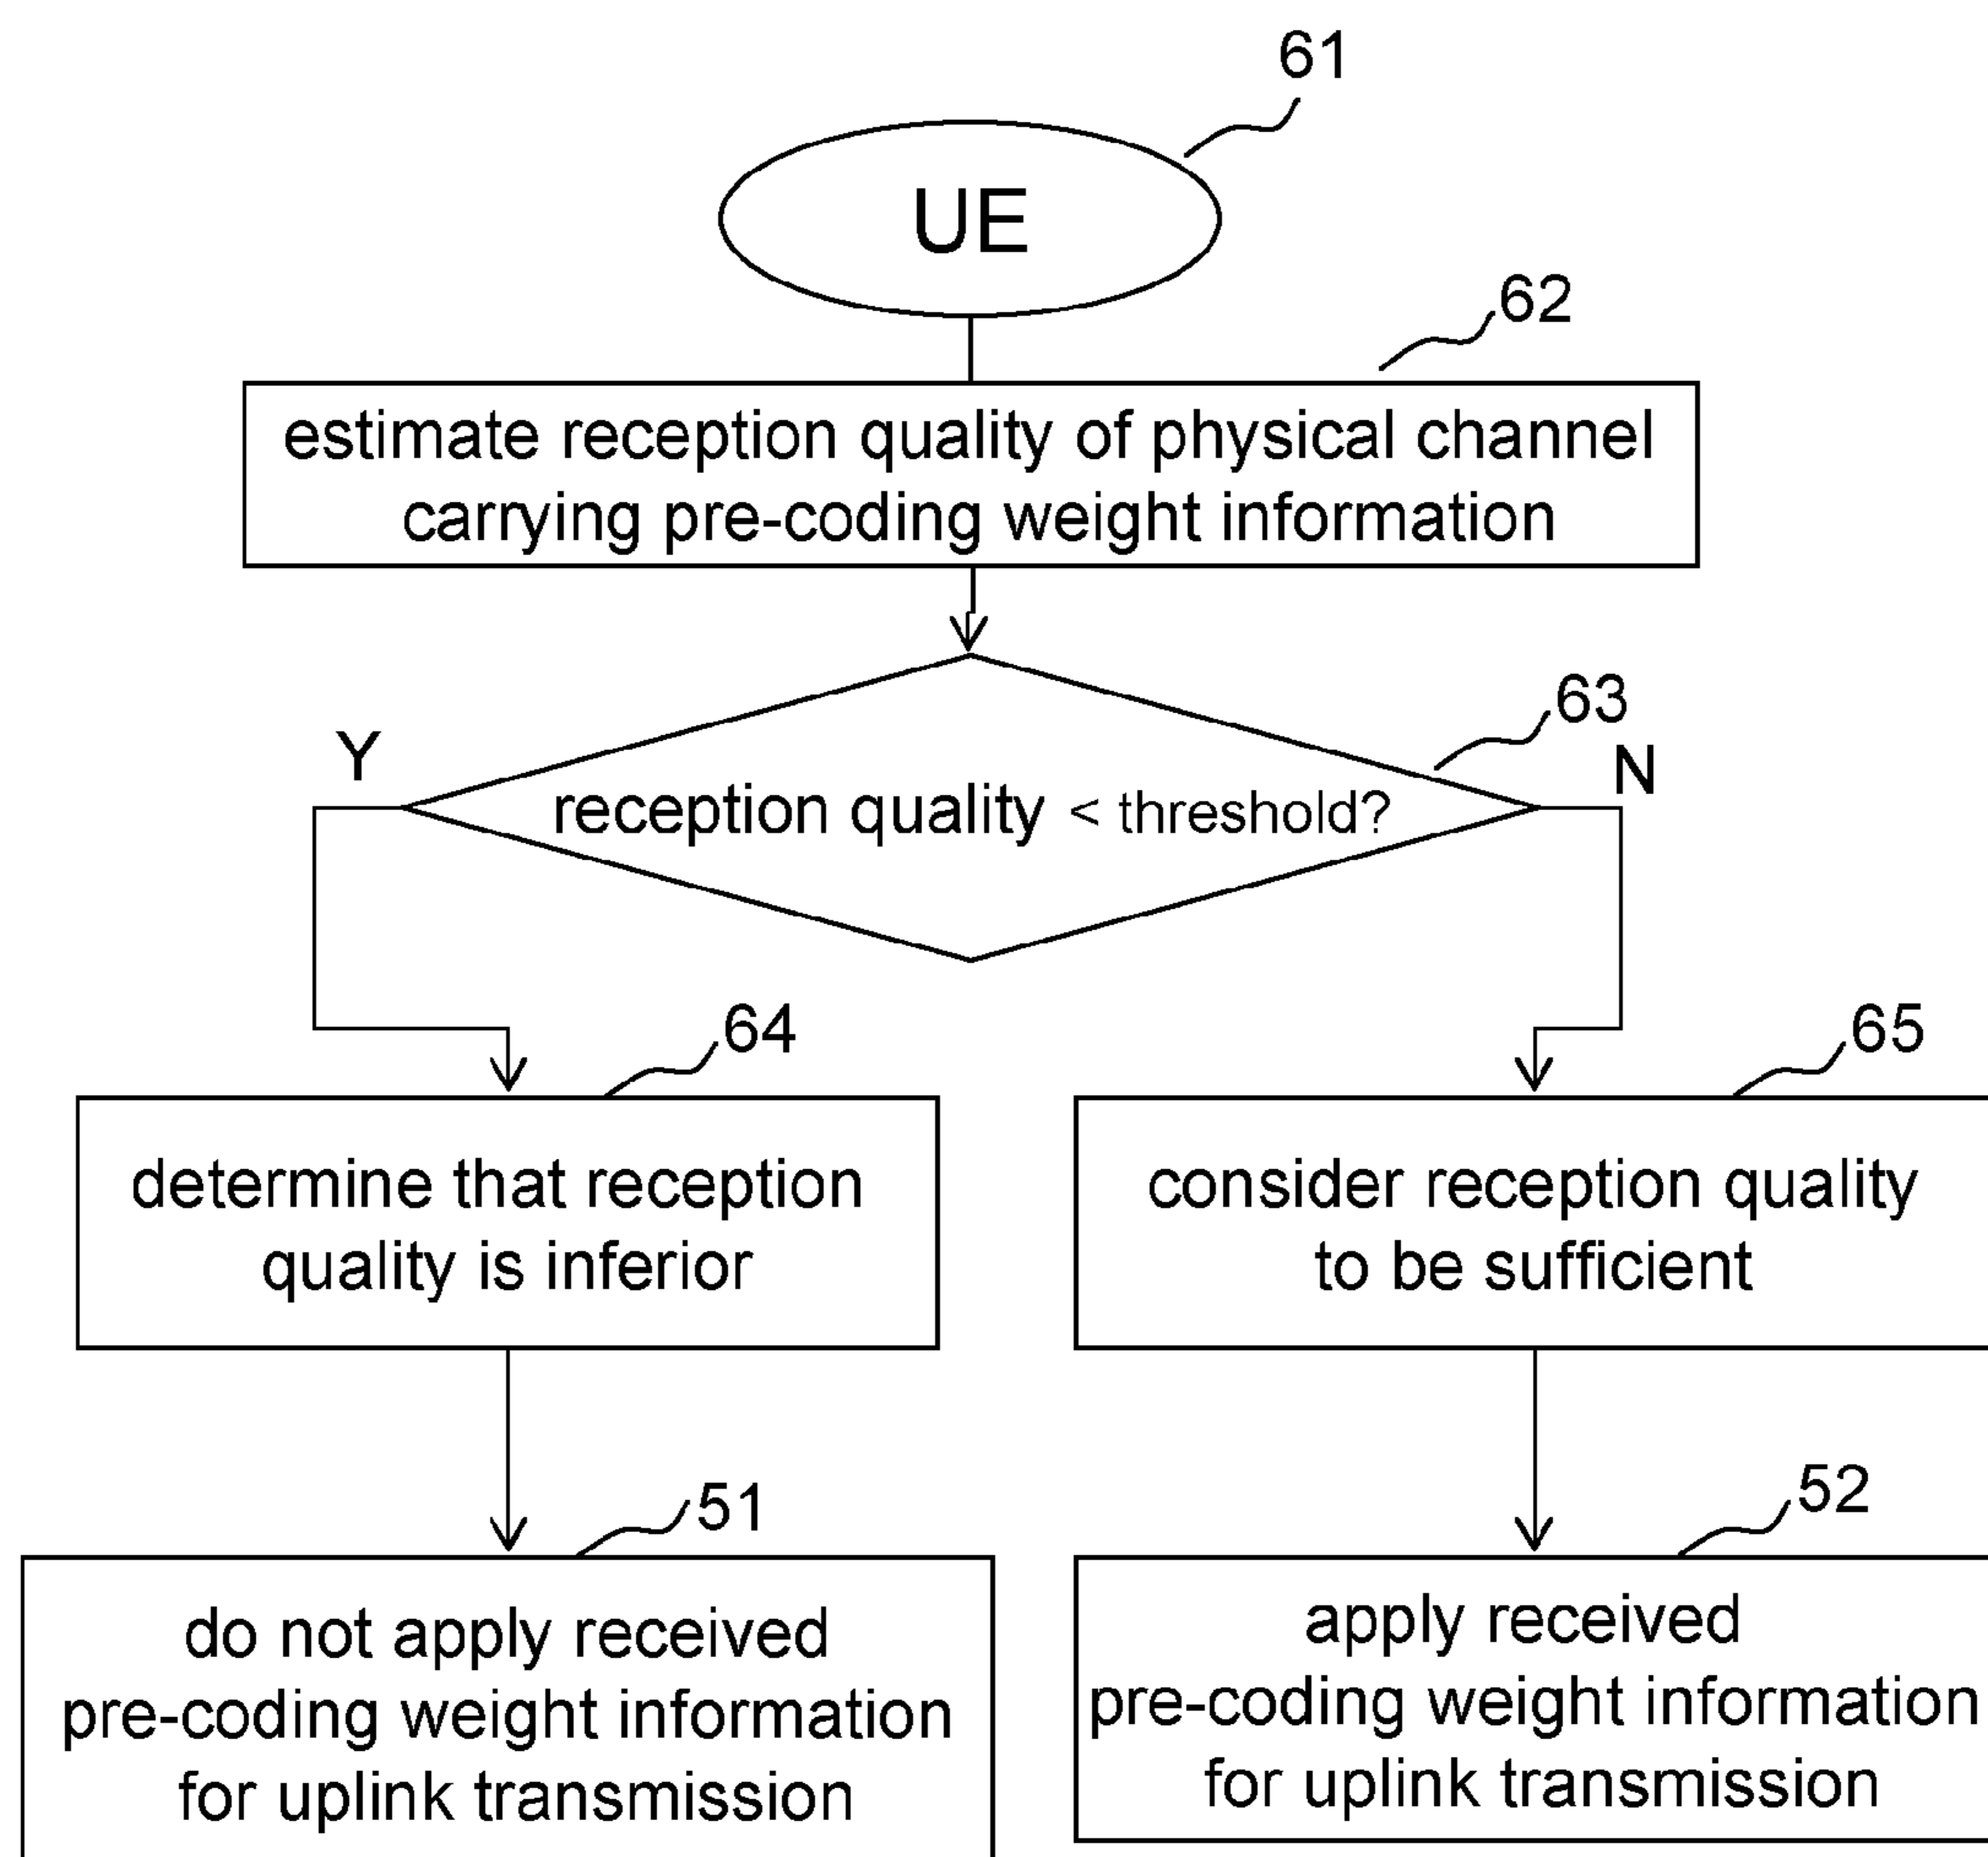 61
UE
62
estimate reception quality of physical channel
carrying pre-coding weight information
63
Y
N
reception quality < threshold?
64
65
determine that reception
quality is inferior
consider reception quality
to be sufficient
51
52
do not apply received
pre-coding weight information
for uplink transmission
apply received
pre-coding weight information
for uplink transmission